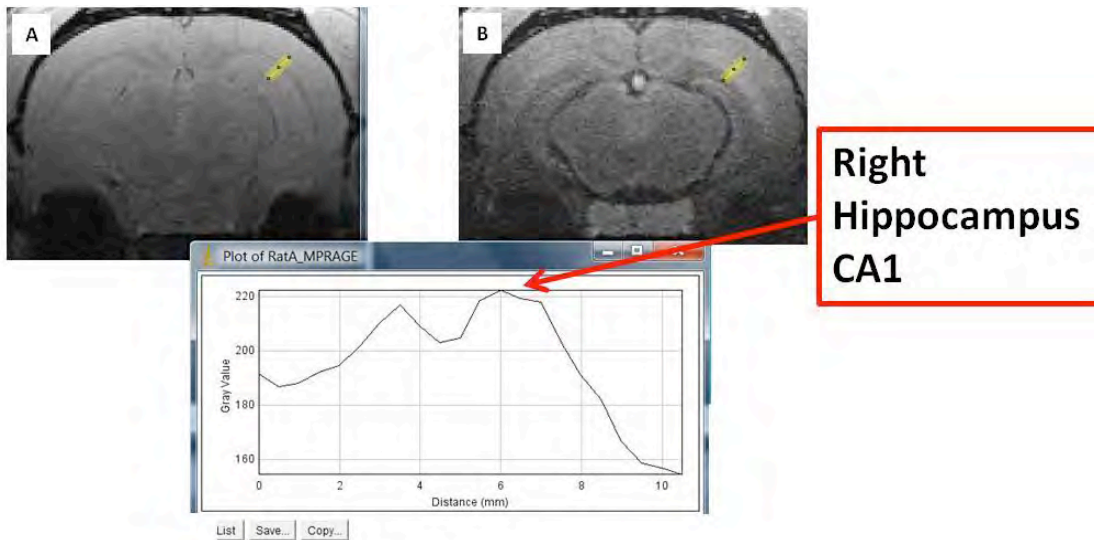 A
B
Right
Hippocampus
CA1
Plot of RatA_MPRAGE
220
200
180
160
Gray Value
0 2 4 6 8 10
Distance (mm)
List Save... Copy...